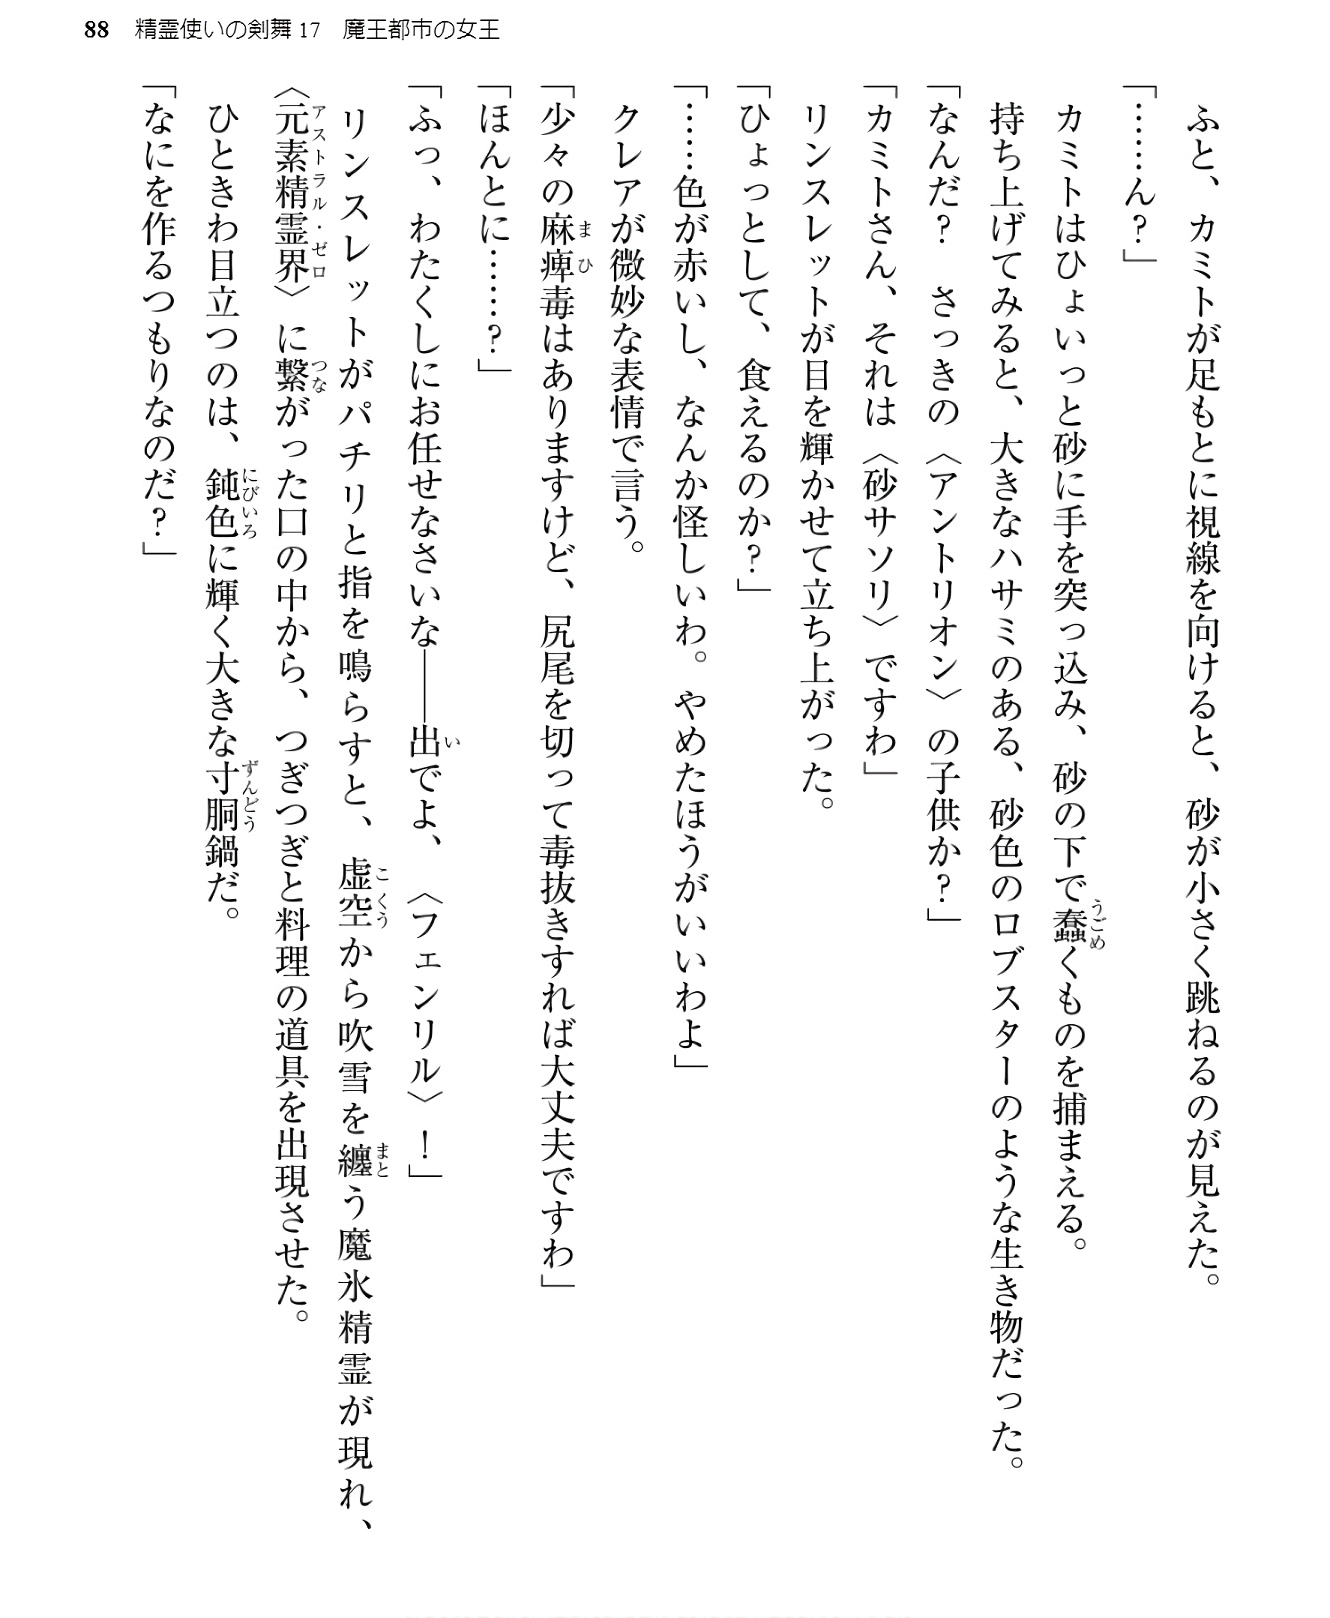 88 精霊使いの剣舞17 魔王都市の女王
ふと、カミトが足もとに視線を向けると、砂が小さく跳ねるのが見えた。
「……ん？」
カミトはひょいっと砂に手を突っ込み、砂の下で蠢くものを捕まえる。
うごめ
持ち上げてみると、大きなハサミのある、砂色のロブスターのような生き物だった。
「なんだ？　さっきの〈アントリオン〉の子供か？」
「カミトさん、それは〈砂サソリ〉ですわ」
リンスレットが目を輝かせて立ち上がった。
「ひょっとして、食えるのか？」
「……色が赤いし、なんか怪しいわ。やめたほうがいいわよ」
クレアが微妙な表情で言う。
「少々の麻痺毒はありますけど、尻尾を切って毒抜きすれば大丈夫ですわ」
まひ
「ほんとに……？」
「ふっ、わたくしにお任せなさいな――出でよ、〈フェンリル〉！」
い
リンスレットがパチリと指を鳴らすと、虚空から吹雪を纏う魔氷精霊が現れ、
こくう
まと
〈元素精霊界〉に繋がった口の中から、つぎつぎと料理の道具を出現させた。
アストラル・ゼロ
つな
ひときわ目立つのは、鈍色に輝く大きな寸胴鍋だ。
にびいろ
ずんどう
「なにを作るつもりなのだ？」